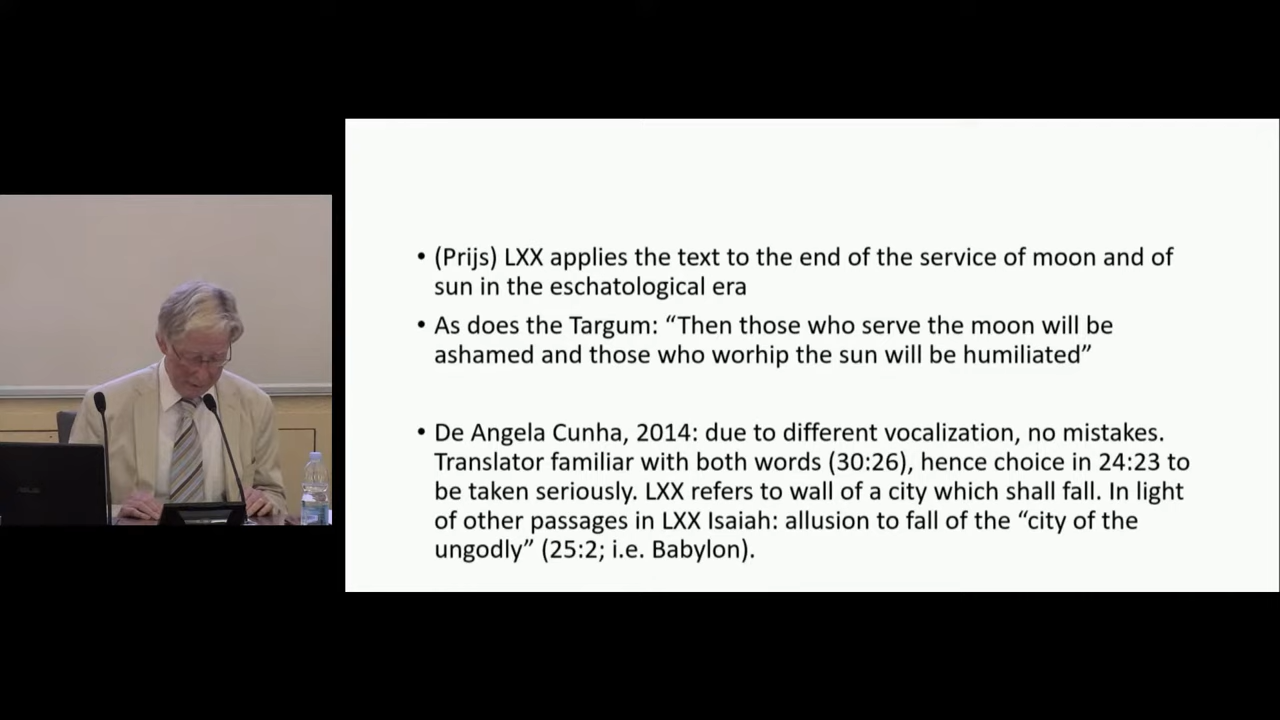 • (Prijs) LXX applies the text to the end of the service of moon and of
sun in the eschatological era
• As does the Targum: “Then those who serve the moon will be
ashamed and those who worhip the sun will be humiliated”
• De Angela Cunha, 2014: due to different vocalization, no mistakes.
Translator familiar with both words (30:26), hence choice in 24:23 to
be taken seriously. LXX refers to wall of a city which shall fall. In light
of other passages in LXX Isaiah: allusion to fall of the “city of the
ungodly” (25:2; i.e. Babylon).